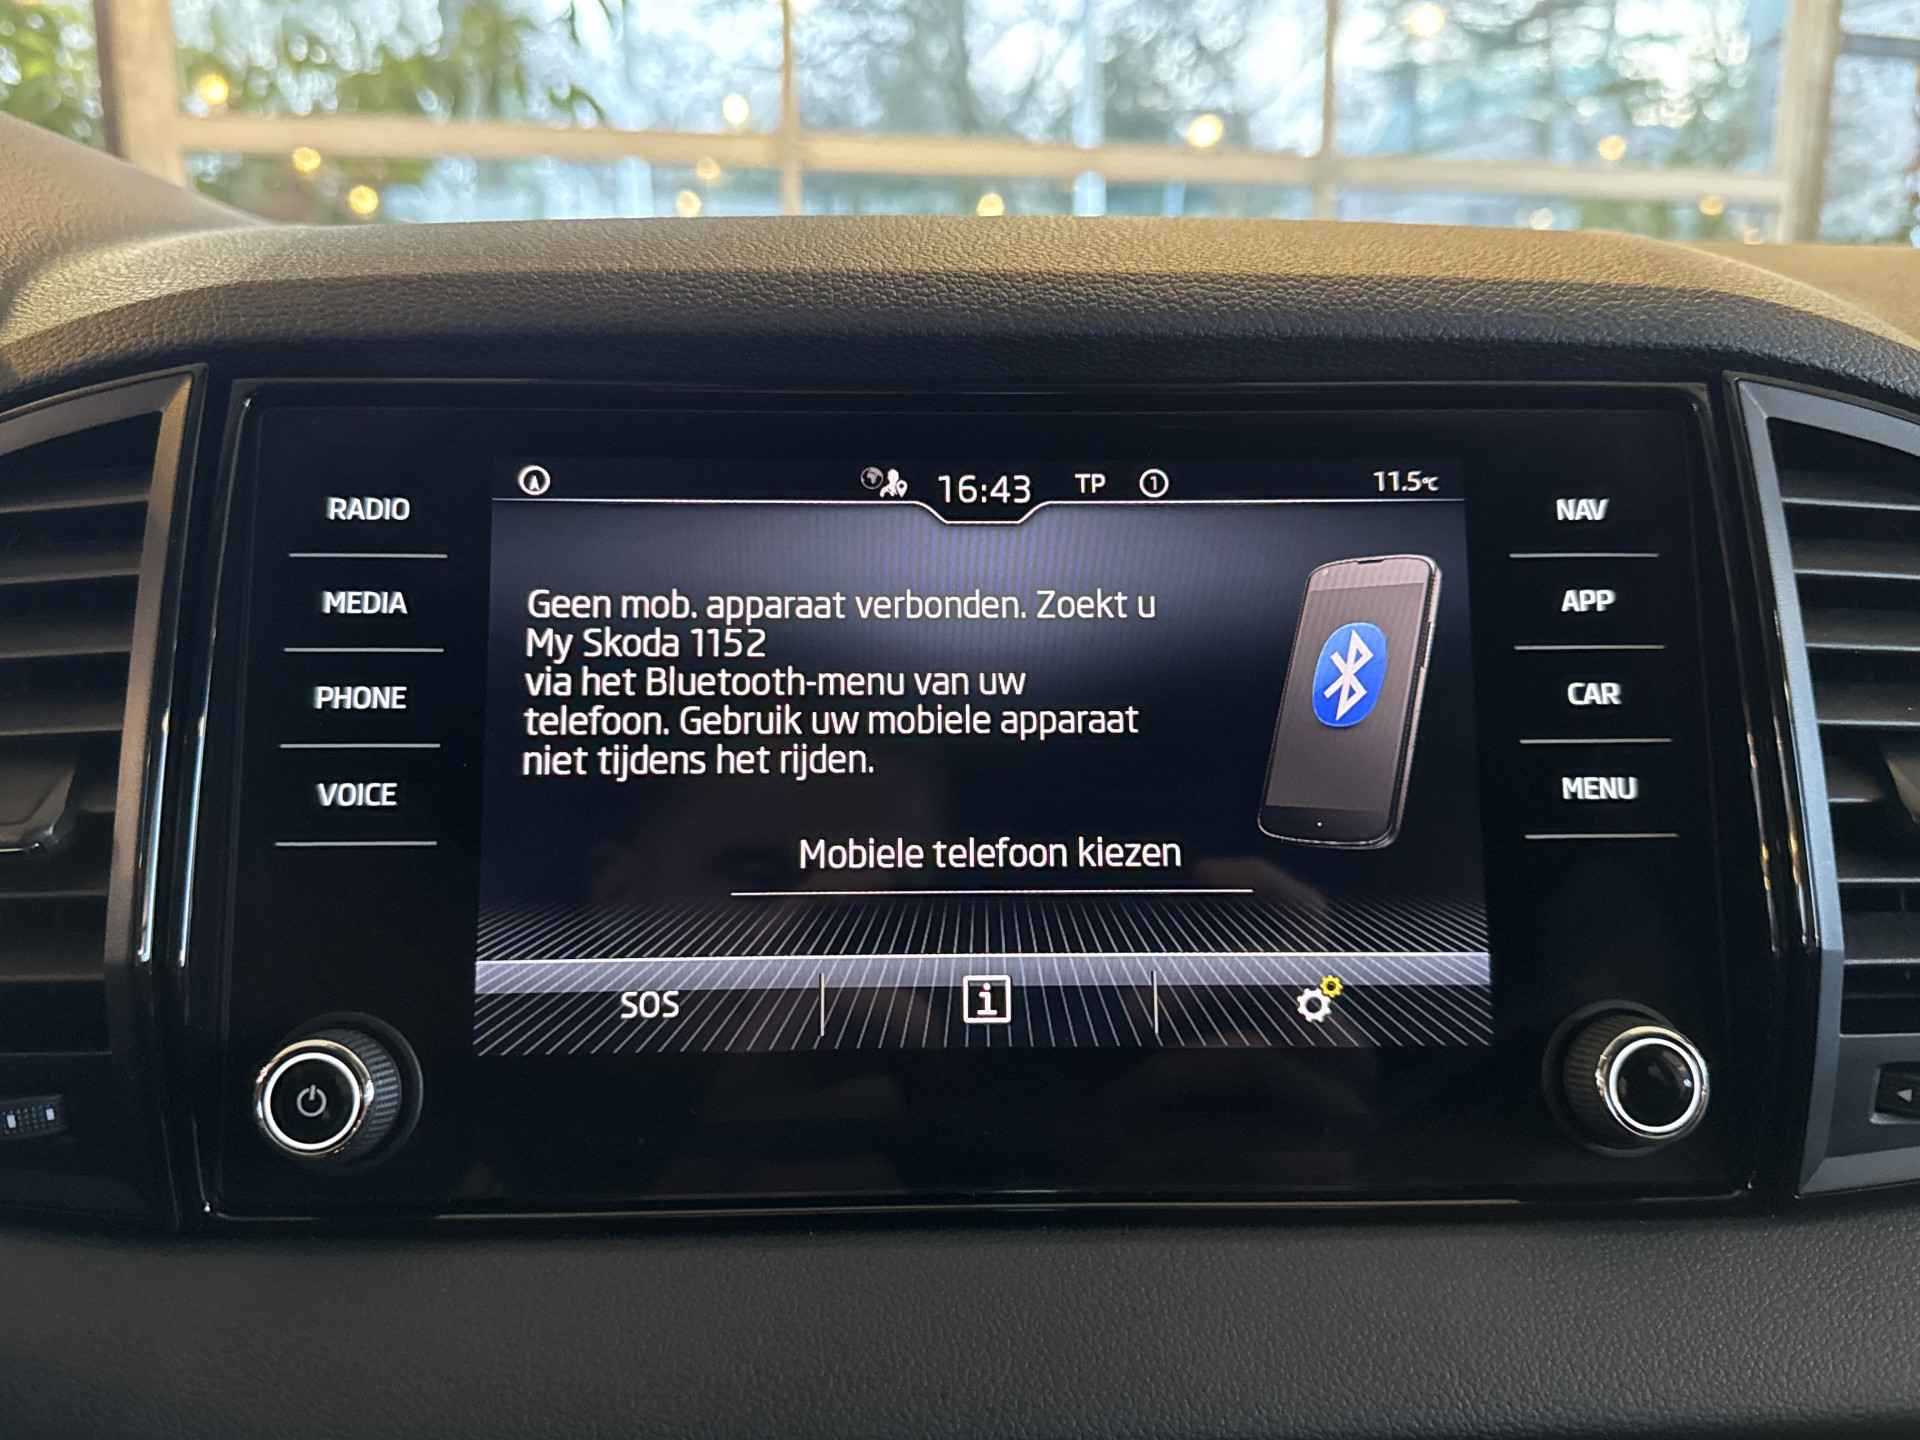 16:43 TP 1 11.5°C
RADIO
MEDIA
PHONE
VOICE
Geen mob. apparaat verbonden. Zoekt u
My Skoda 1152
via het Bluetooth-menu van uw
telefoon. Gebruik uw mobiele apparaat
niet tijdens het rijden.
Mobiele telefoon kiezen
SOS i
NAV
APP
CAR
MENU